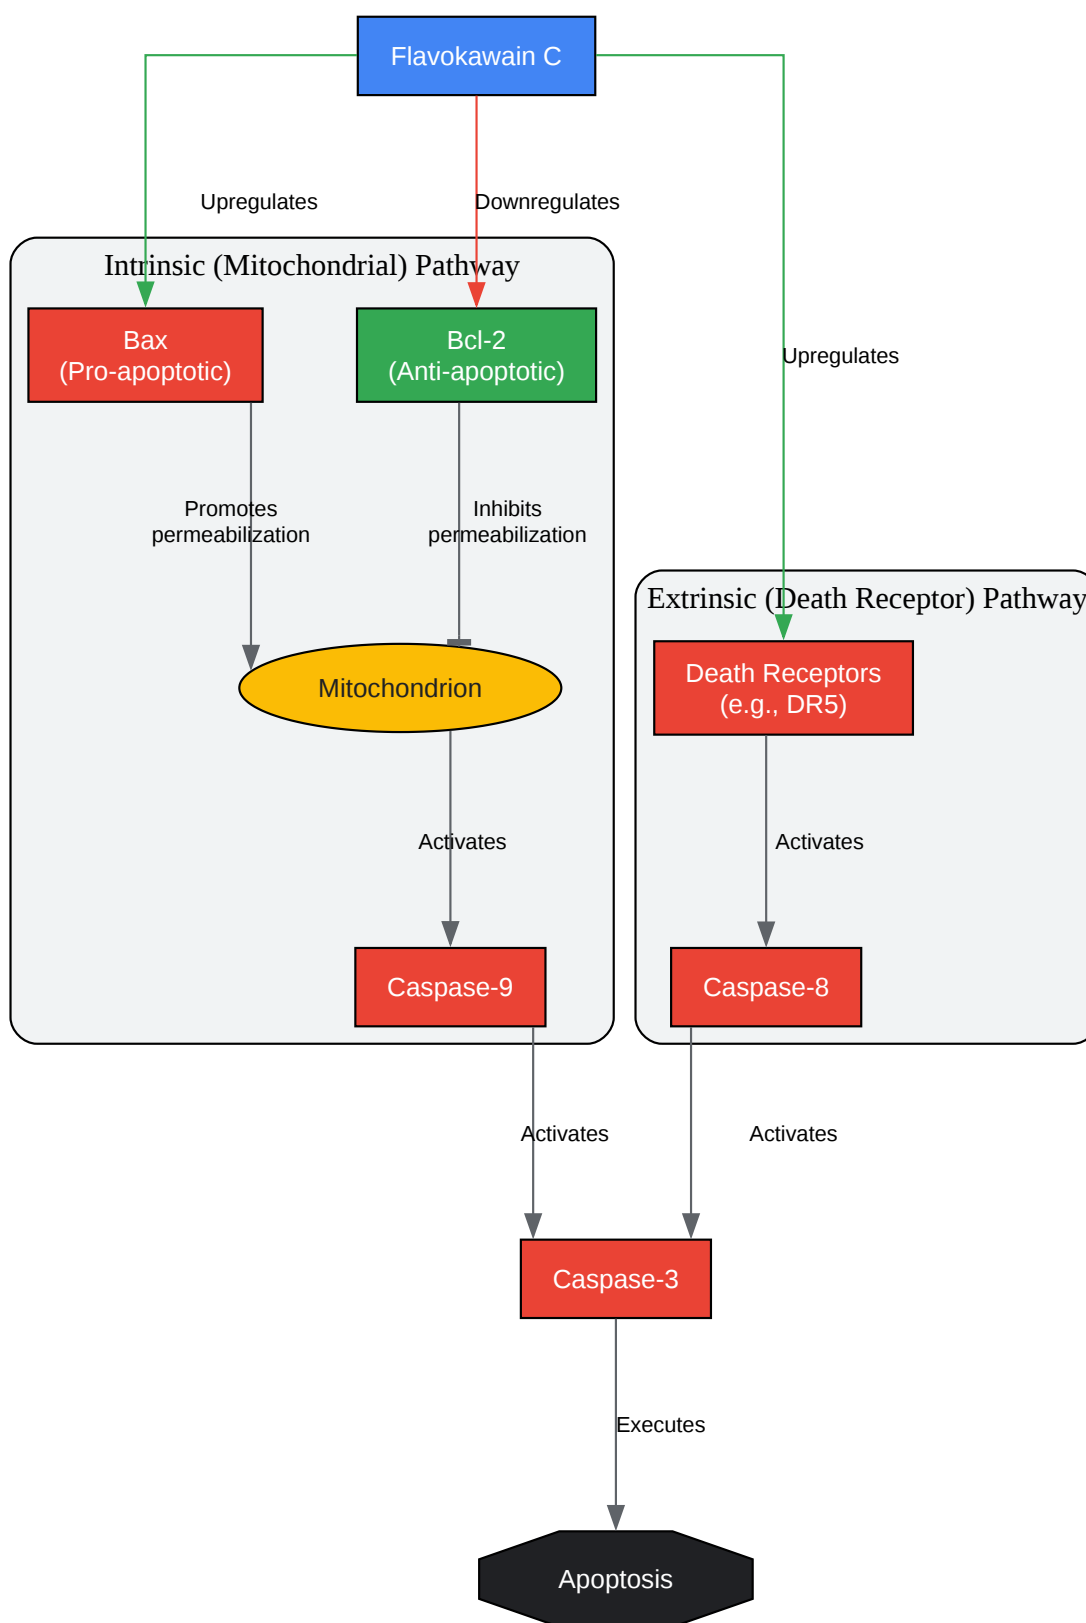 Flavokawain C
Upregulates
Downregulates
Intrinsic (Mitochondrial) Pathway
Bax
(Pro-apoptotic)
Bcl-2
(Anti-apoptotic)
Upregulates
Promotes
permeabilization
Inhibits
permeabilization
Extrinsic (Death Receptor) Pathway
Mitochondrion
Death Receptors
(e.g., DR5)
Activates
Activates
Caspase-9
Caspase-8
Activates
Activates
Caspase-3
Executes
Apoptosis